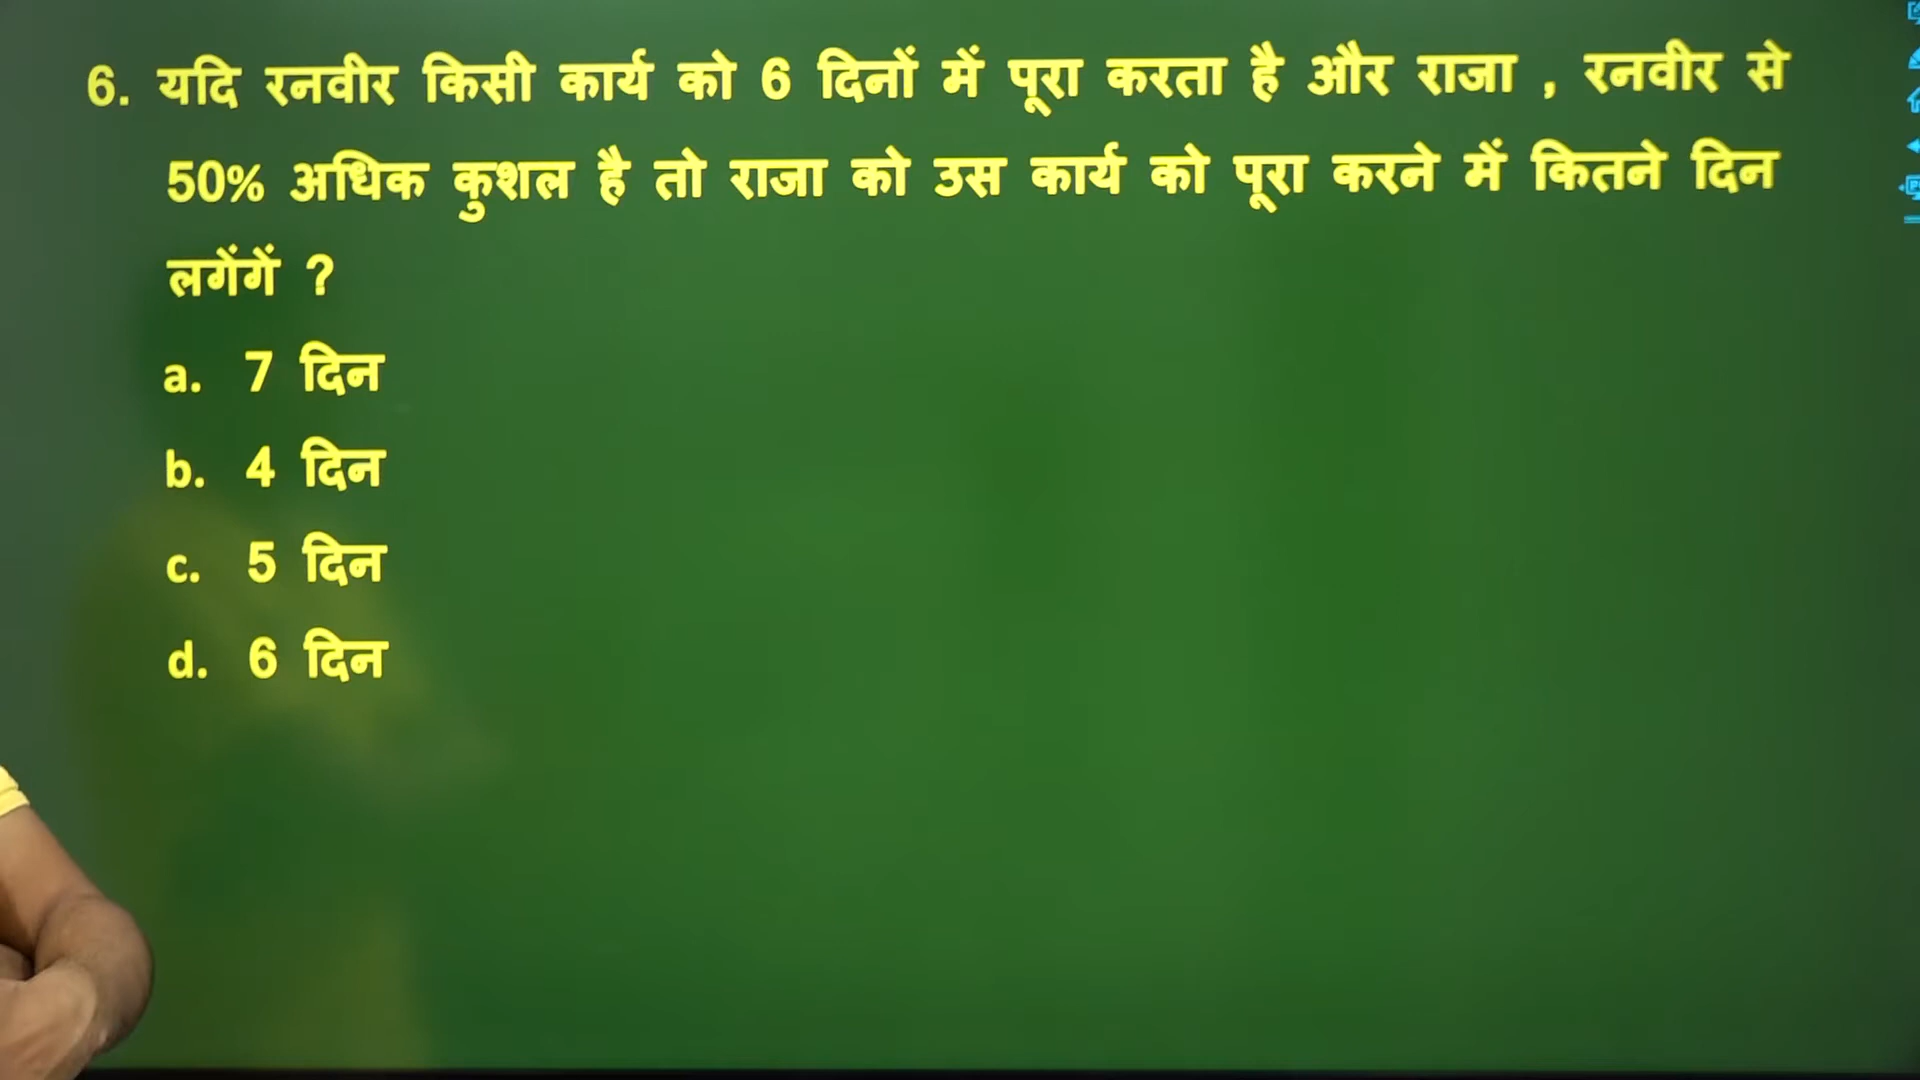 6. यदि रनवीर किसी कार्य को 6 दिनों में पूरा करता है और राजा , रनवीर से
50% अधिक कुशल है तो राजा को उस कार्य को पूरा करने में कितने दिन
लगेंगें ?
a. 7 दिन
b. 4 दिन
c. 5 दिन
d. 6 दिन